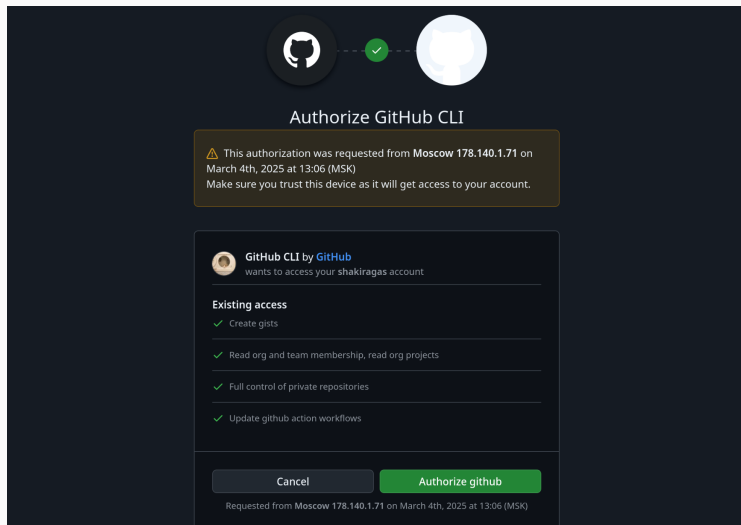 Authorize GitHub CLI
This authorization was requested from Moscow 178.140.1.71 on
March 4th, 2025 at 13:06 (MSK)
Make sure you trust this device as it will get access to your account.
GitHub CLI by GitHub
wants to access your shakiragas account
Existing access
Create gists
Read org and team membership, read org projects
Full control of private repositories
Update github action workflows
Cancel
Authorize github
Requested from Moscow 178.140.1.71 on March 4th, 2025 at 13:06 (MSK)